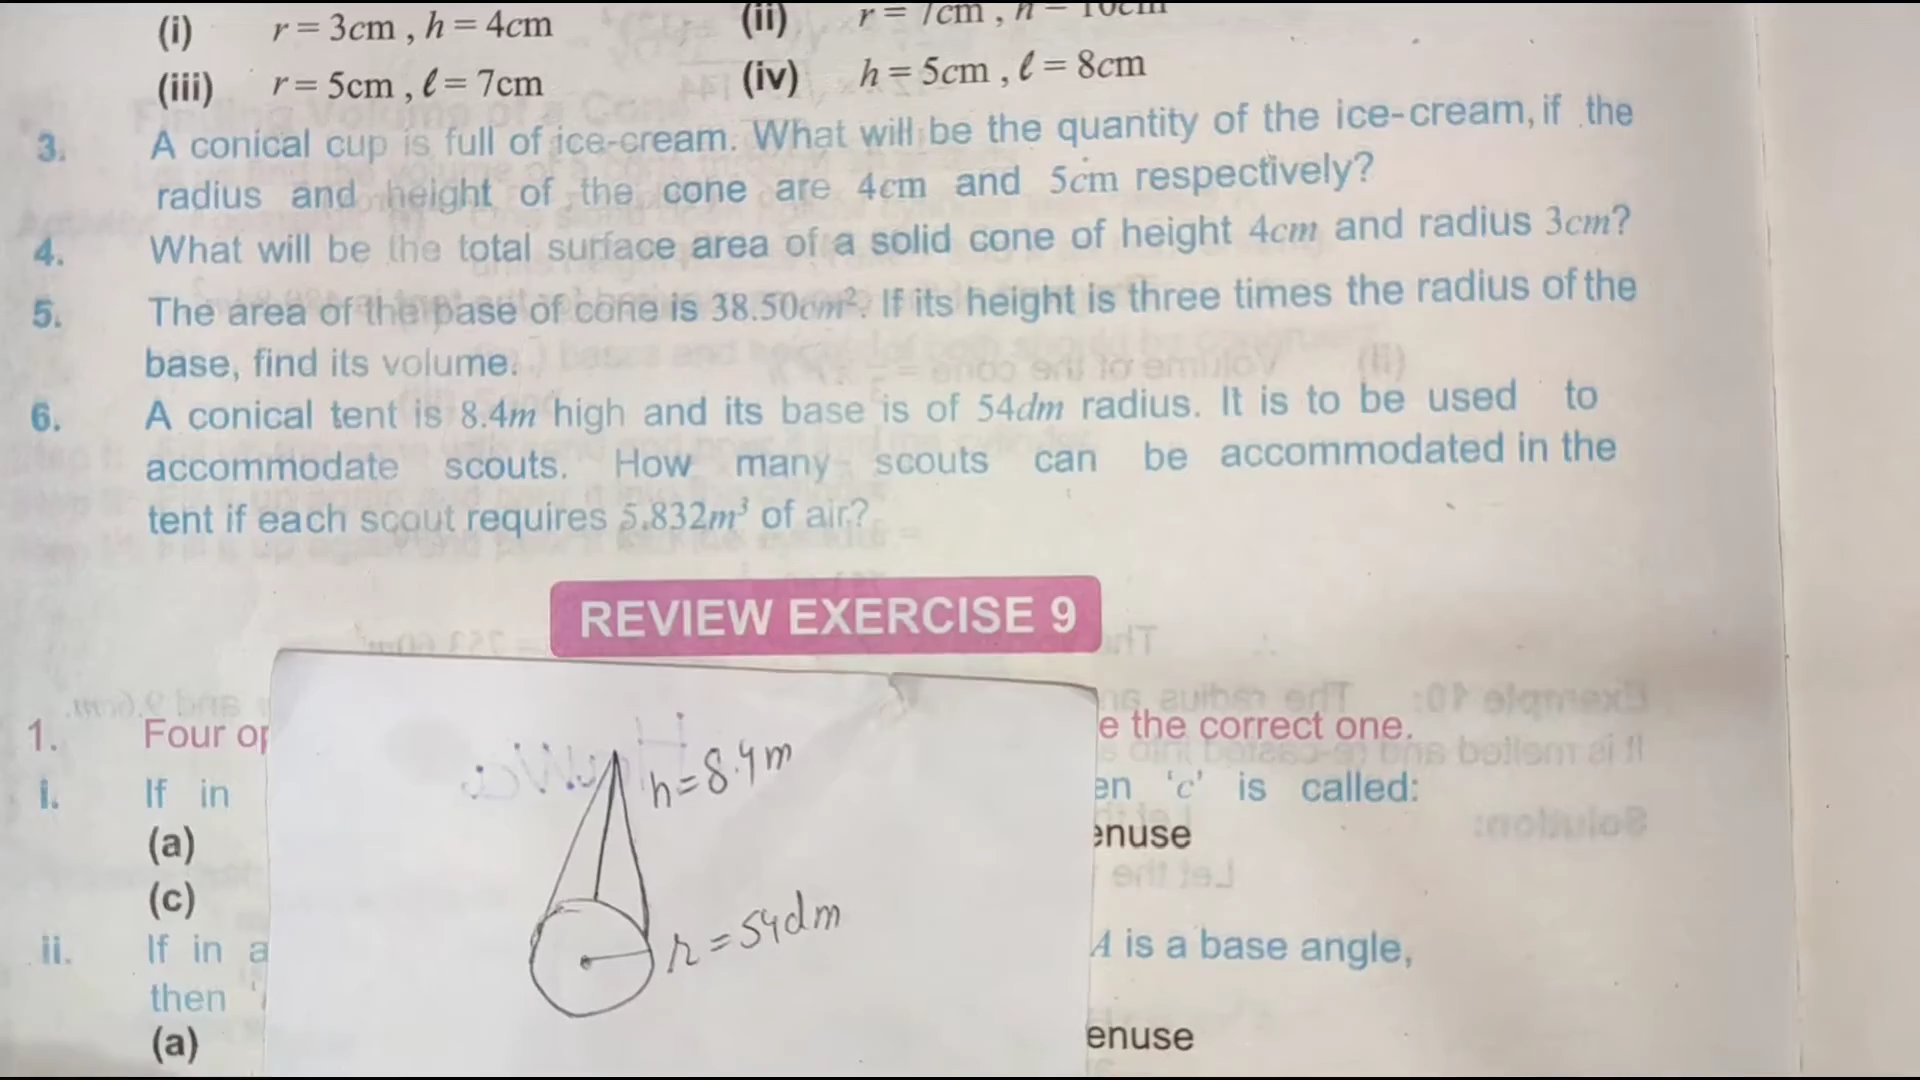 (i) r = 3cm , h = 4cm (ii) r = 7cm , h = 10cm
(iii) r = 5cm , ℓ = 7cm (iv) h = 5cm , ℓ = 8cm
3. A conical cup is full of ice-cream. What will be the quantity of the ice-cream, if the
radius and height of the cone are 4cm and 5cm respectively?
4. What will be the total surface area of a solid cone of height 4cm and radius 3cm?
5. The area of the base of cone is 38.50cm². If its height is three times the radius of the
base, find its volume.
6. A conical tent is 8.4m high and its base is of 54dm radius. It is to be used to
accommodate scouts. How many scouts can be accommodated in the
tent if each scout requires 5.832m³ of air?
REVIEW EXERCISE 9
1. Four op e the correct one.
i. If in en 'c' is called:
(a) enuse
(c)
ii. If in a A is a base angle,
then '
(a) enuse
h=8.4m
r=54dm